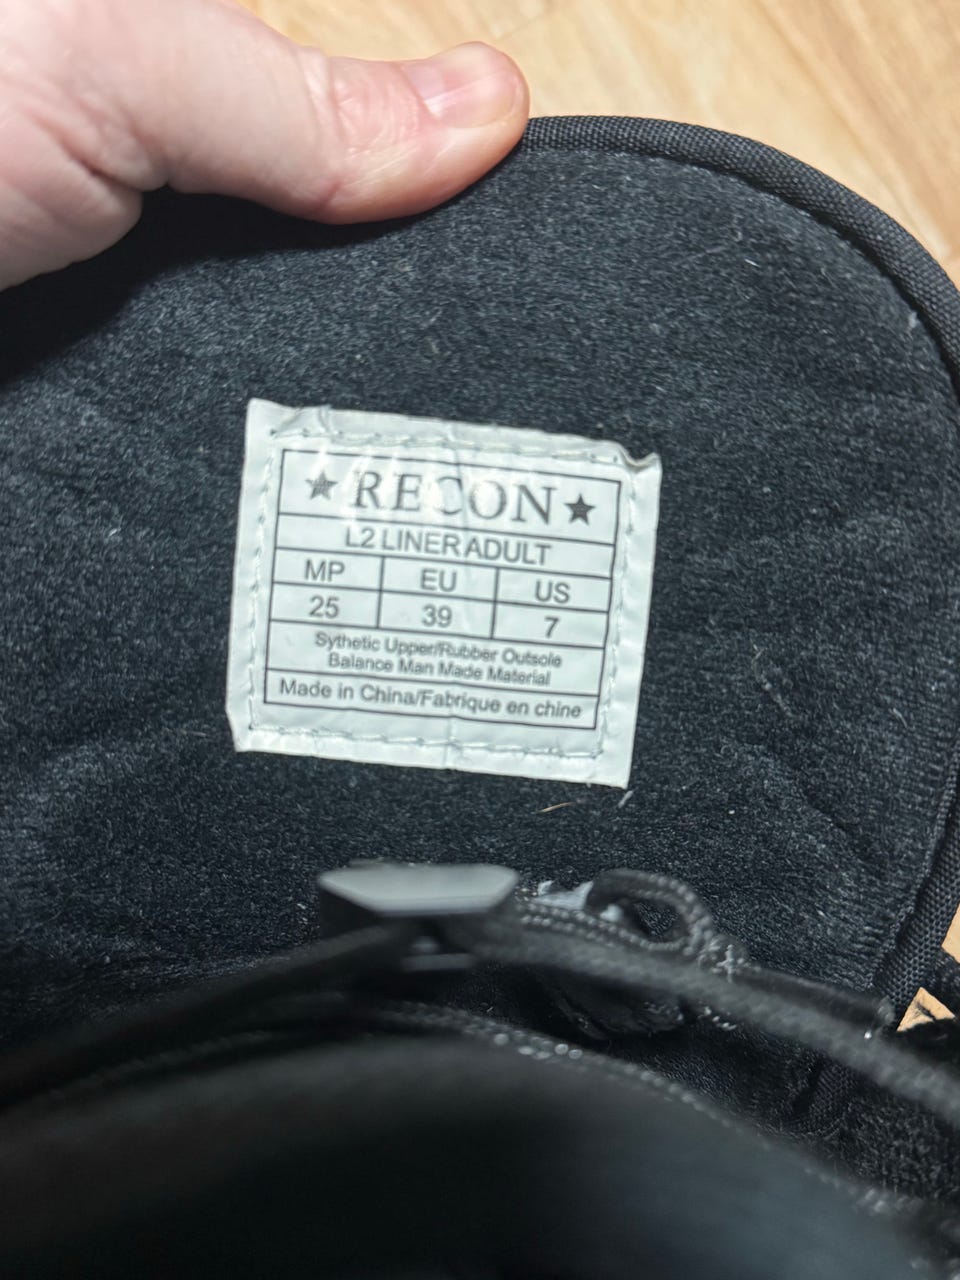 ★ RECON ★
L2 LINER ADULT
MP EU US
25 39 7
Sythetic Upper/Rubber Outsole
Balance Man Made Material
Made in China/Fabrique en chine